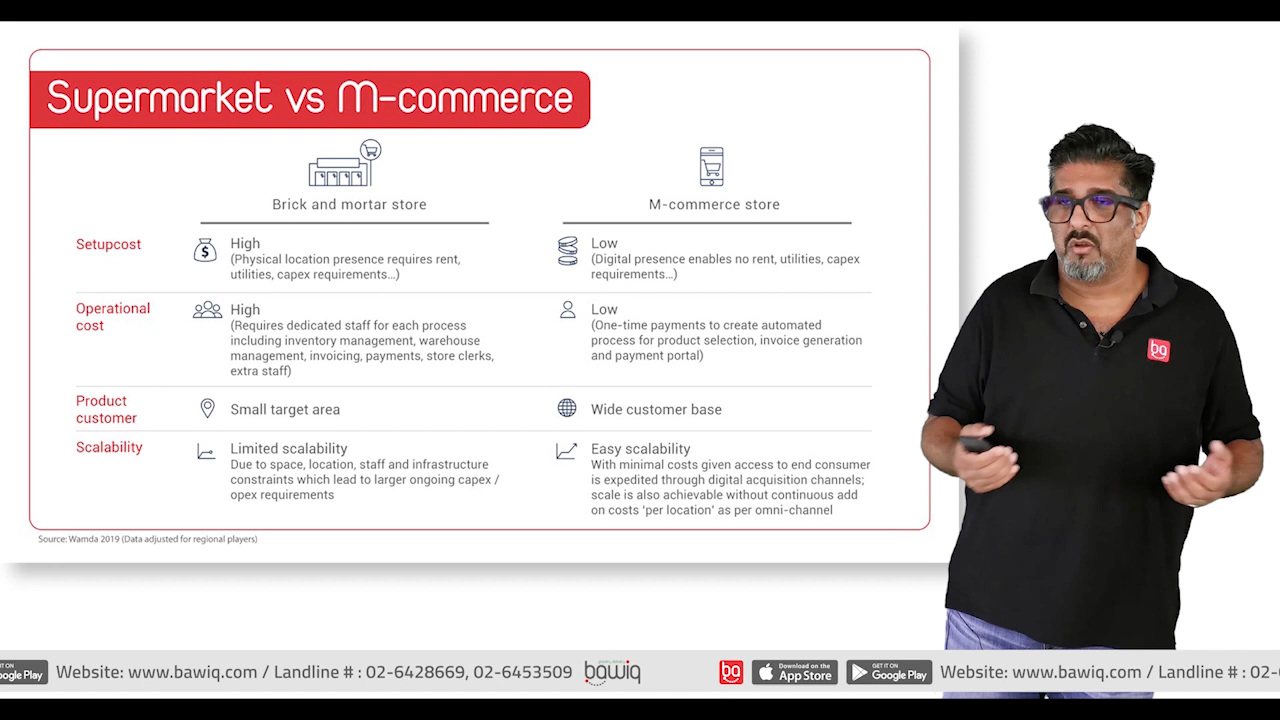 Supermarket vs M-commerce
Brick and mortar store
M-commerce store
Setupcost
High
(Physical location presence requires rent,
utilities, capex requirements...)
Low
(Digital presence enables no rent, utilities, capex
requirements...)
Operational
cost
High
(Requires dedicated staff for each process
including inventory management, warehouse
management, invoicing, payments, store clerks,
extra staff)
Low
(One-time payments to create automated
process for product selection, invoice generation
and payment portal)
Product
customer
Small target area
Wide customer base
Scalability
Limited scalability
Due to space, location, staff and infrastructure
constraints which lead to larger ongoing capex /
opex requirements
Easy scalability
With minimal costs given access to end consumer
is expedited through digital acquisition channels;
scale is also achievable without continuous add
on costs ‘per location’ as per omni-channel
Source: Wamda 2019 (Data adjusted for regional players)
bq
IT ON
Google Play
Website: www.bawiq.com / Landline # : 02-6428669, 02-6453509
bawiq
bq
Download on the
App Store
GET IT ON
Google Play
Website: www.bawiq.com / Landline # : 02-